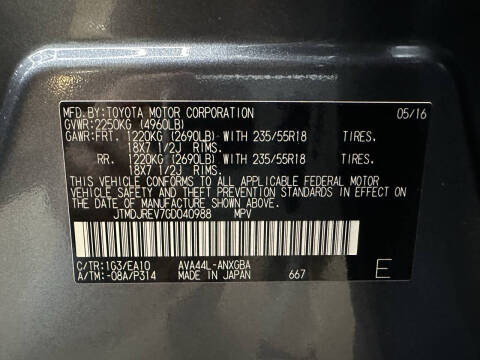 MFD.BY:TOYOTA MOTOR CORPORATION 05/16
GVWR:2250KG (4960LB)
GAWR:FRT. 1220KG (2690LB) WITH 235/55R18 TIRES.
18X7 1/2J RIMS.
RR. 1220KG (2690LB) WITH 235/55R18 TIRES.
18X7 1/2J RIMS.
THIS VEHICLE CONFORMS TO ALL APPLICABLE FEDERAL MOTOR
VEHICLE SAFETY AND THEFT PREVENTION STANDARDS IN EFFECT
ON THE DATE OF MANUFACTURE SHOWN ABOVE.
JTMDJREV7GD040988 MPV
C/TR:1G3/EA10 AVA44L-ANXGBA
A/TM:-08A/P314 MADE IN JAPAN 667 E